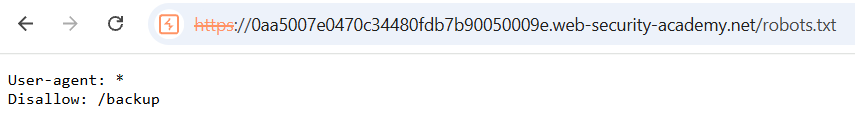 https://0aa5007e0470c34480fdb7b90050009e.web-security-academy.net/robots.txt
User-agent: *
Disallow: /backup